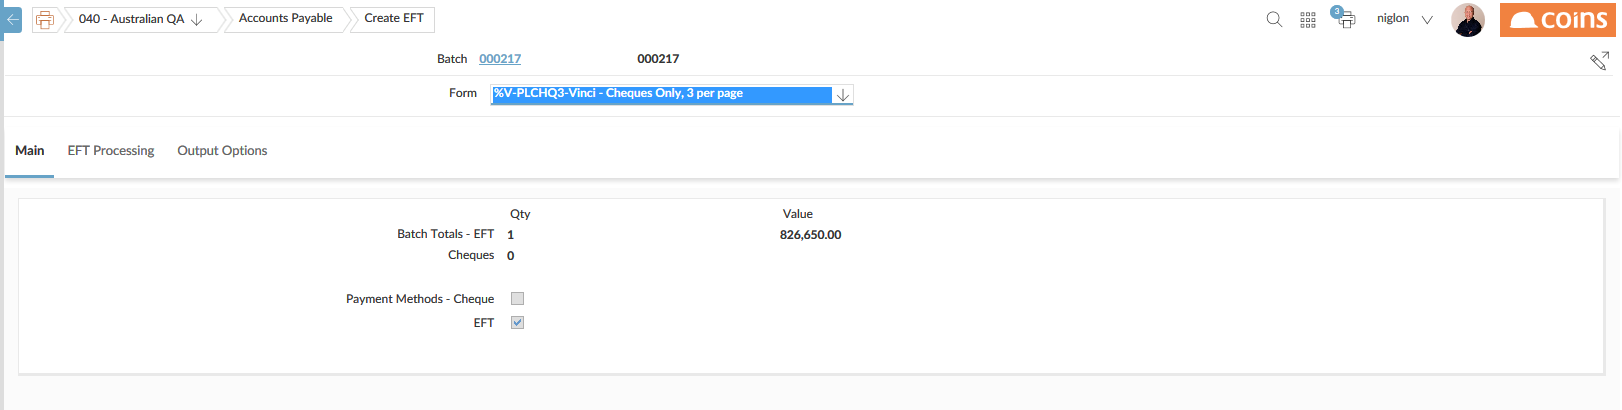 040 - Australian QA Accounts Payable Create EFT 3 niglon coins
Batch 000217 000217
Form %V-PLCHQ3-Vinci - Cheques Only, 3 per page
Main EFT Processing Output Options
Qty Value
Batch Totals - EFT 1 826,650.00
Cheques 0
Payment Methods - Cheque
EFT